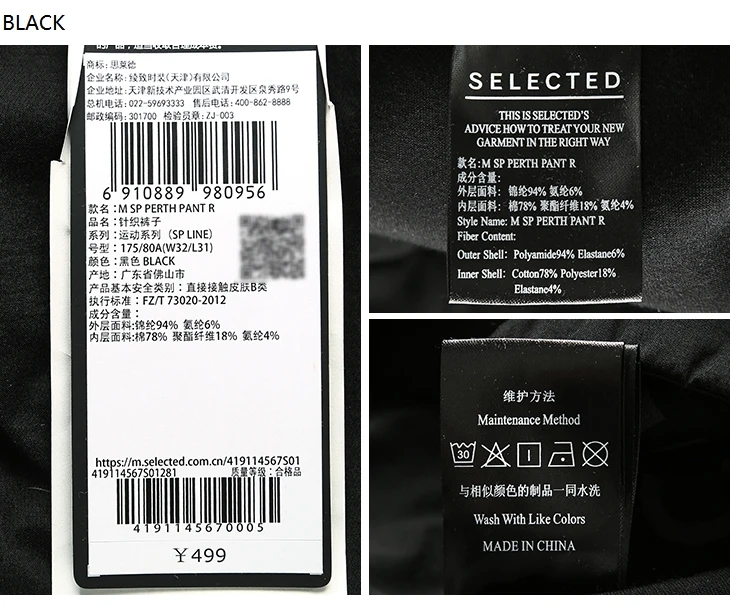 BLACK
商标: 思莱德
企业名称: 绫致时装(天津)有限公司
企业地址: 天津新技术产业园区武清开发区泉秀路9号
总机电话: 022-59693333 售后电话: 400-862-8888
邮政编码: 301700 检验员章: ZJ-003
6 910889 980956
款名：M SP PERTH PANT R
品名：针织裤子
系列：运动系列（SP LINE）
号型：175/80A(W32/L31)
颜色：黑色 BLACK
产地：广东省佛山市
产品基本安全类别：直接接触皮肤B类
执行标准：FZ/T 73020-2012
成分含量：
外层面料:锦纶94% 氨纶6%
内层面料:棉78% 聚酯纤维18% 氨纶4%
https://m.selected.com.cn/419114567S01
419114567S01281 质量等级：合格品
4191145670005
￥499
SELECTED
THIS IS SELECTED'S
ADVICE HOW TO TREAT YOUR NEW
GARMENT IN THE RIGHT WAY
款名: M SP PERTH PANT R
成分含量:
外层面料: 锦纶94% 氨纶6%
内层面料: 棉78% 聚酯纤维18% 氨纶4%
Style Name: M SP PERTH PANT R
Fiber Content:
Outer Shell: Polyamide94% Elastane6%
Inner Shell: Cotton78% Polyester18%
Elastane4%
维护方法
Maintenance Method
30
与相似颜色的制品一同水洗
Wash With Like Colors
MADE IN CHINA